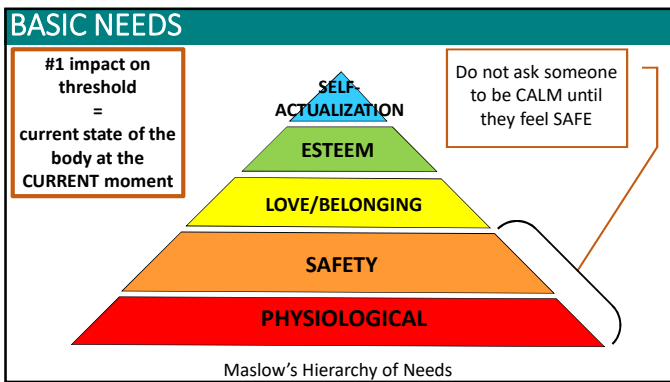 BASIC NEEDS
#1 impact on
threshold
=
current state of the
body at the
CURRENT moment
Do not ask someone
to be CALM until
they feel SAFE
SELF-
ACTUALIZATION
ESTEEM
LOVE/BELONGING
SAFETY
PHYSIOLOGICAL
Maslow's Hierarchy of Needs